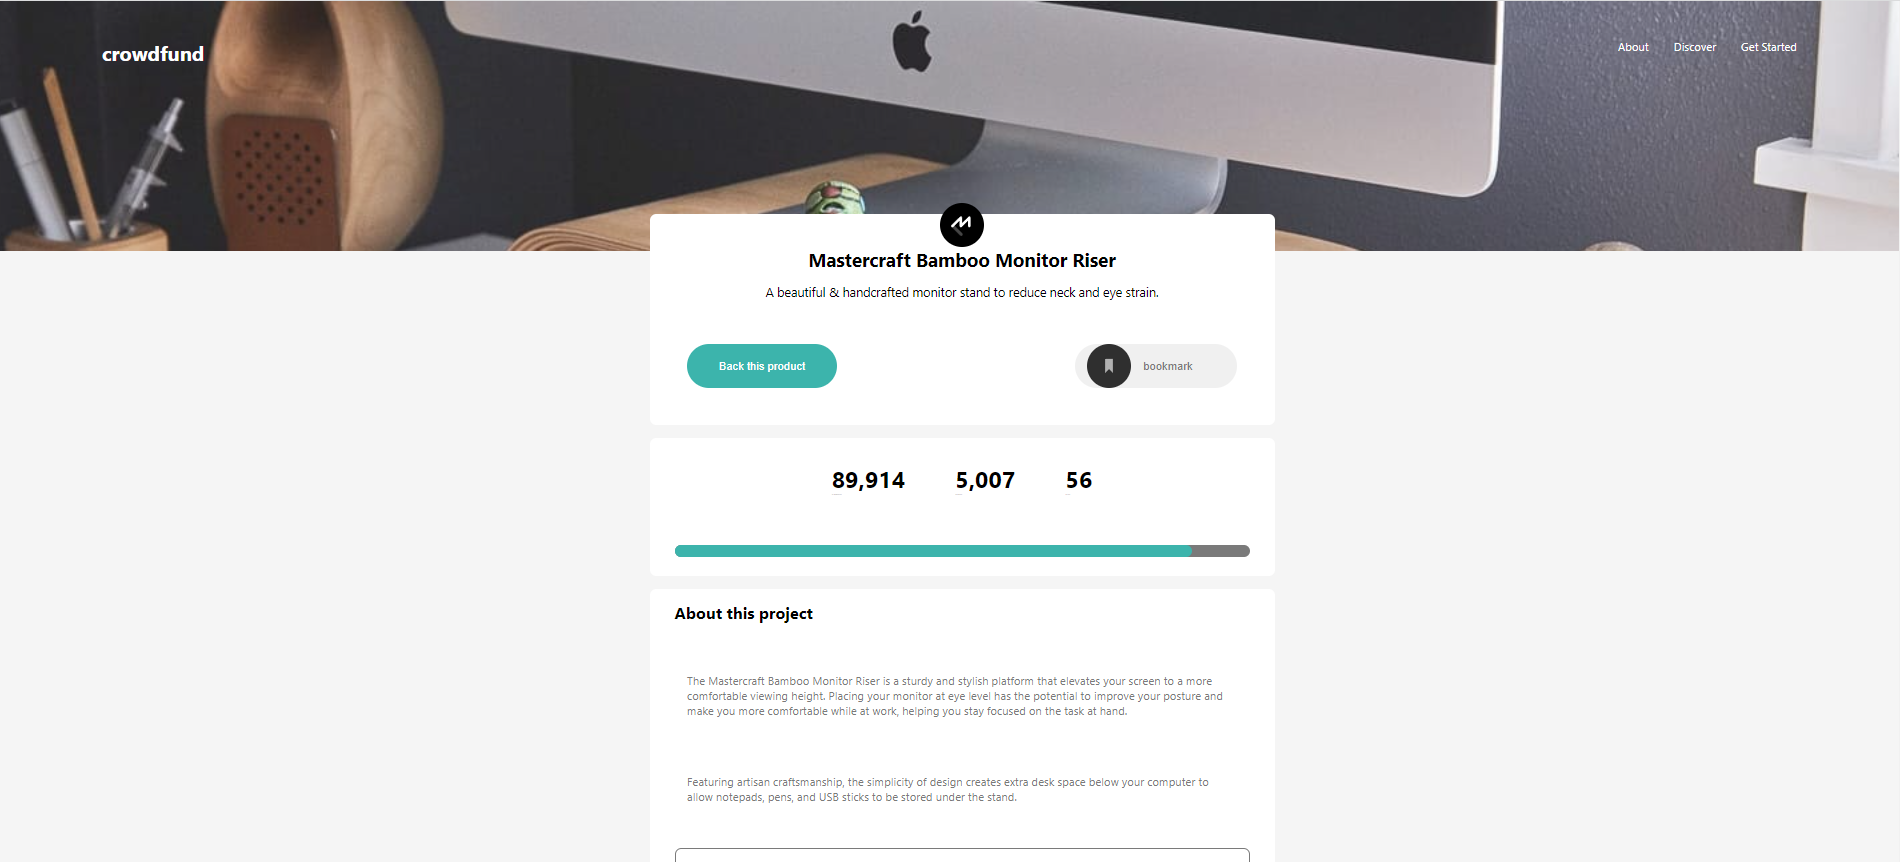 crowdfund
About Discover Get Started
Mastercraft Bamboo Monitor Riser
A beautiful & handcrafted monitor stand to reduce neck and eye strain.
Back this product
bookmark
89,914 5,007 56
About this project
The Mastercraft Bamboo Monitor Riser is a sturdy and stylish platform that elevates your screen to a more
comfortable viewing height. Placing your monitor at eye level has the potential to improve your posture and
make you more comfortable while at work, helping you stay focused on the task at hand.
Featuring artisan craftsmanship, the simplicity of design creates extra desk space below your computer to
allow notepads, pens, and USB sticks to be stored under the stand.